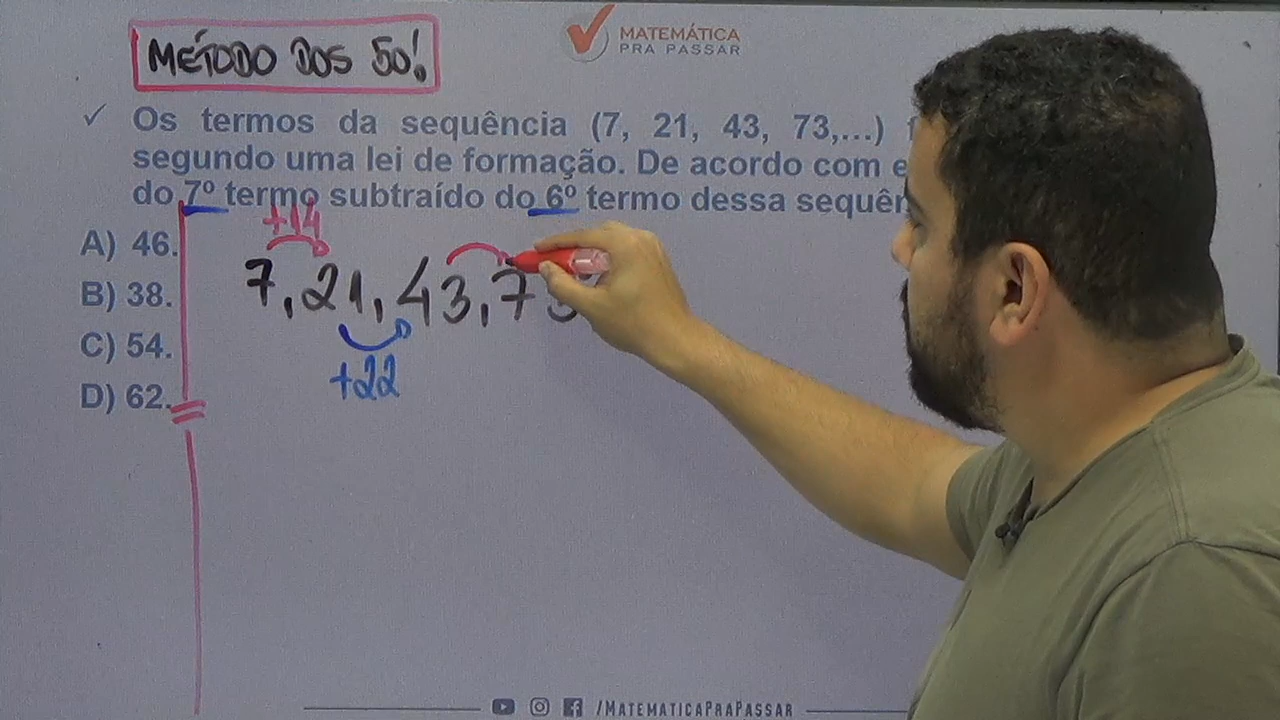 MÉTODO DOS 50!
MATEMÁTICA
PRA PASSAR
✓ Os termos da sequência (7, 21, 43, 73,...)
segundo uma lei de formação. De acordo com
do 7º termo subtraído do 6º termo dessa
A) 46.
B) 38.
C) 54.
D) 62.
+14
7, 21, 43, 73
+22
/MATEMATICAPRAPASSAR